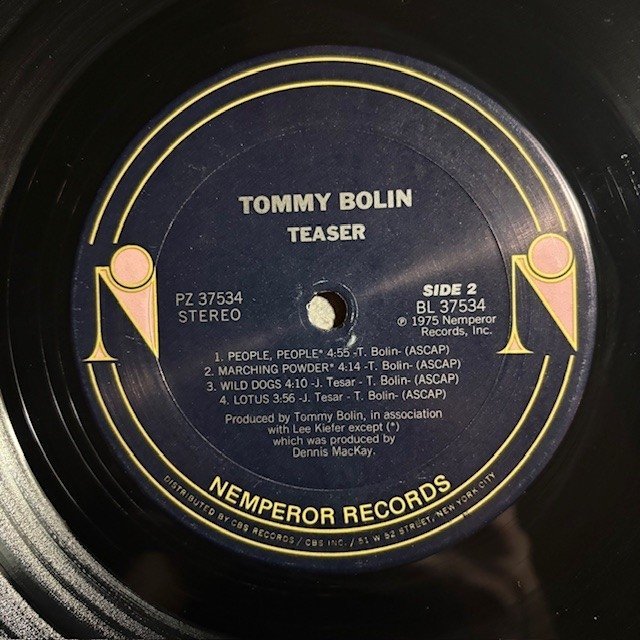 TOMMY BOLIN
TEASER
PZ 37534
STEREO
SIDE 2
BL 37534
℗ 1975 Nemperor
Records, Inc.
1. PEOPLE, PEOPLE* 4:55 -T. Bolin- (ASCAP)
2. MARCHING POWDER* 4:14 -T. Bolin- (ASCAP)
3. WILD DOGS 4:10 -J. Tesar - T. Bolin- (ASCAP)
4. LOTUS 3:56 -J. Tesar - T. Bolin- (ASCAP)
Produced by Tommy Bolin, in association
with Lee Kiefer except (*)
which was produced by
Dennis MacKay.
NEMPEROR RECORDS
DISTRIBUTED BY CBS RECORDS / CBS INC. / 51 W 52 STREET, NEW YORK CITY